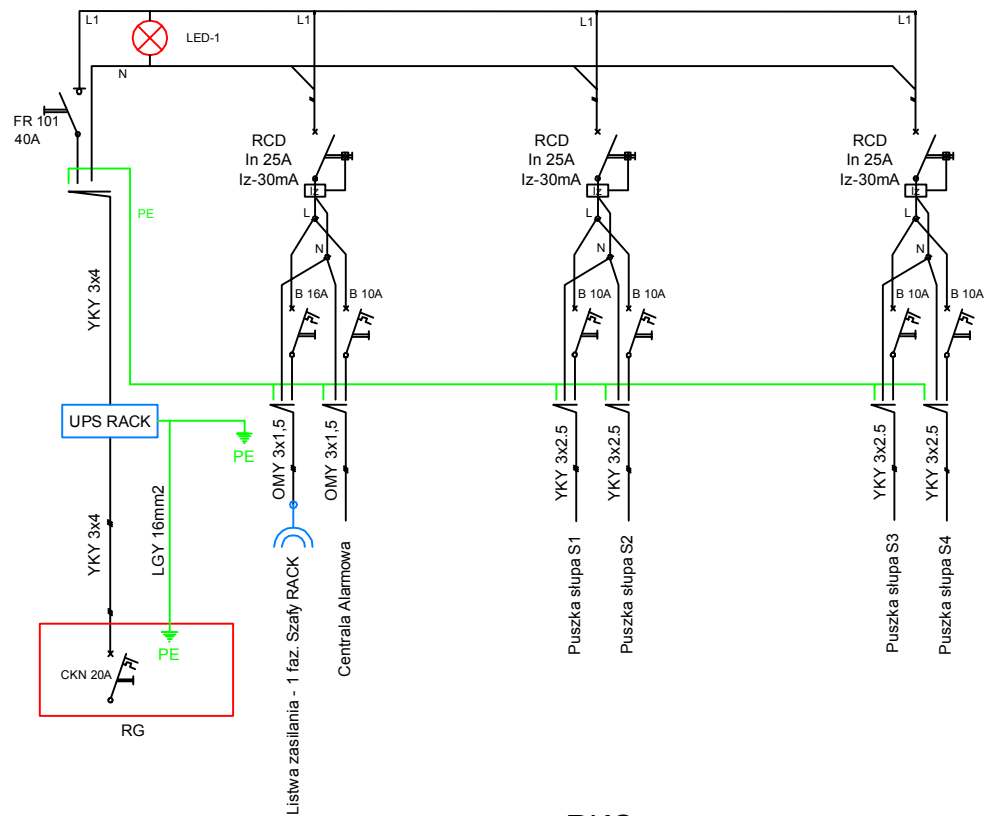 L1
L1
L1
L1
LED-1
N
FR 101
40A
RCD
In 25A
Iz-30mA
RCD
In 25A
Iz-30mA
RCD
In 25A
Iz-30mA
Iz
Iz
Iz
PE
L
L
L
N
N
N
YKY 3x4
B 16A
B 10A
B 10A
B 10A
B 10A
B 10A
UPS RACK
PE
OMY 3x1,5
OMY 3x1,5
YKY 3x2.5
YKY 3x2.5
YKY 3x2.5
YKY 3x2.5
YKY 3x4
LGY 16mm2
Listwa zasilania - 1 faz. Szafy RACK
Centrala Alarmowa
Puszka słupa S1
Puszka słupa S2
Puszka słupa S3
Puszka słupa S4
PE
CKN 20A
RG